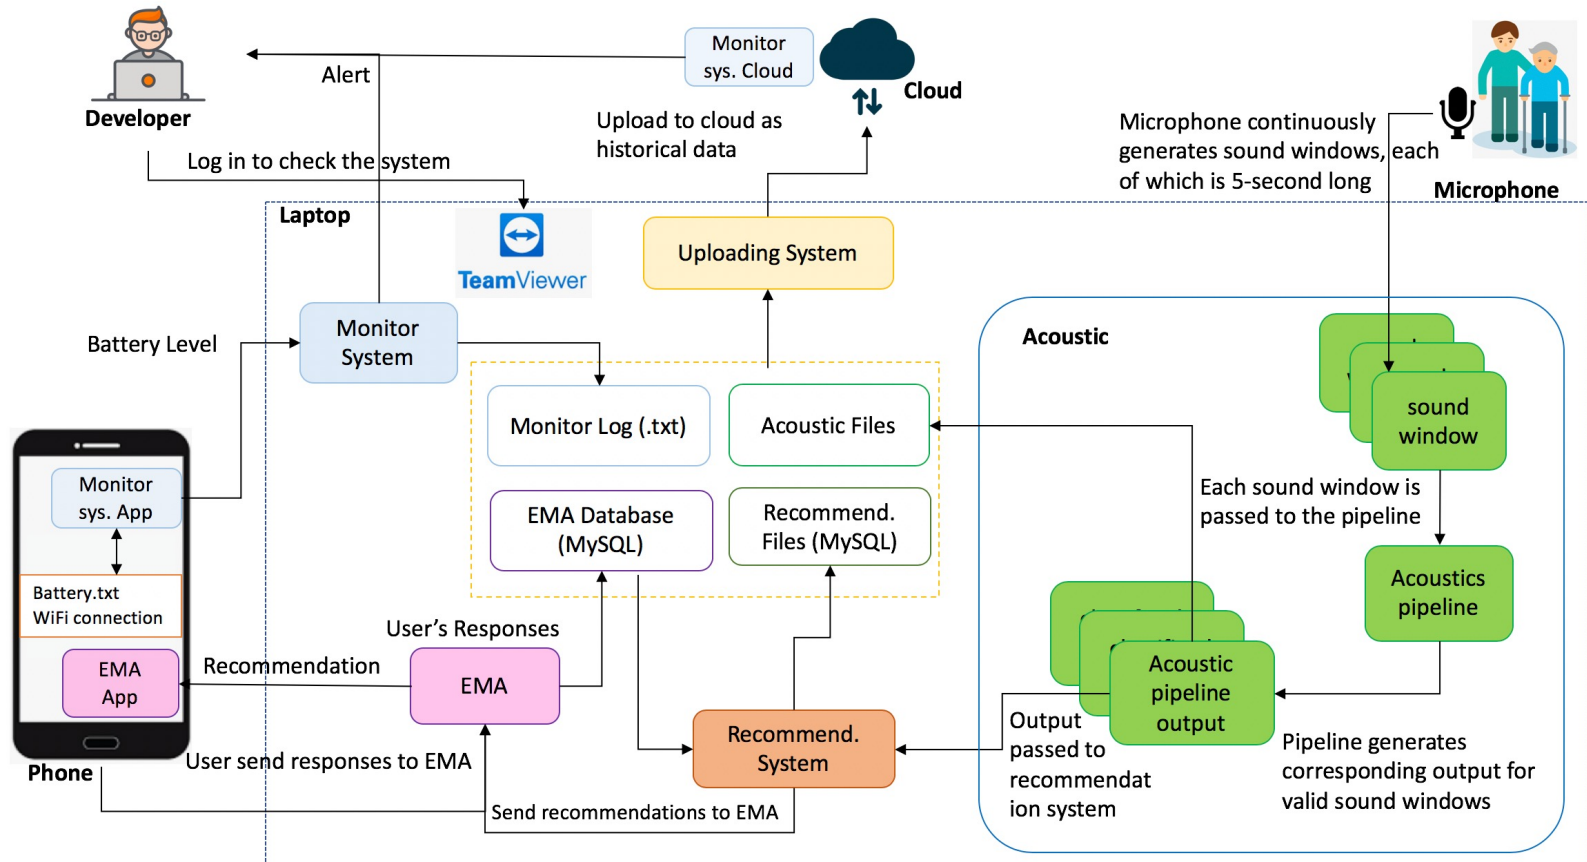 Monitor
sys. Cloud
Cloud
Alert
Developer
Log in to check the system
Upload to cloud as
historical data
Microphone continuously
generates sound windows, each
of which is 5-second long
Microphone
Laptop
TeamViewer
Uploading System
Monitor
System
Battery Level
Acoustic
sound
window
Monitor Log (.txt)
Acoustic Files
EMA Database
(MySQL)
Recommend.
Files (MySQL)
Each sound window is
passed to the pipeline
Acoustics
pipeline
Monitor
sys. App
Battery.txt
WiFi connection
EMA
App
Phone
Recommendation
User's Responses
EMA
User send responses to EMA
Send recommendations to EMA
Recommend.
System
Acoustic
pipeline
output
Output
passed to
recommendat
ion system
Pipeline generates
corresponding output for
valid sound windows